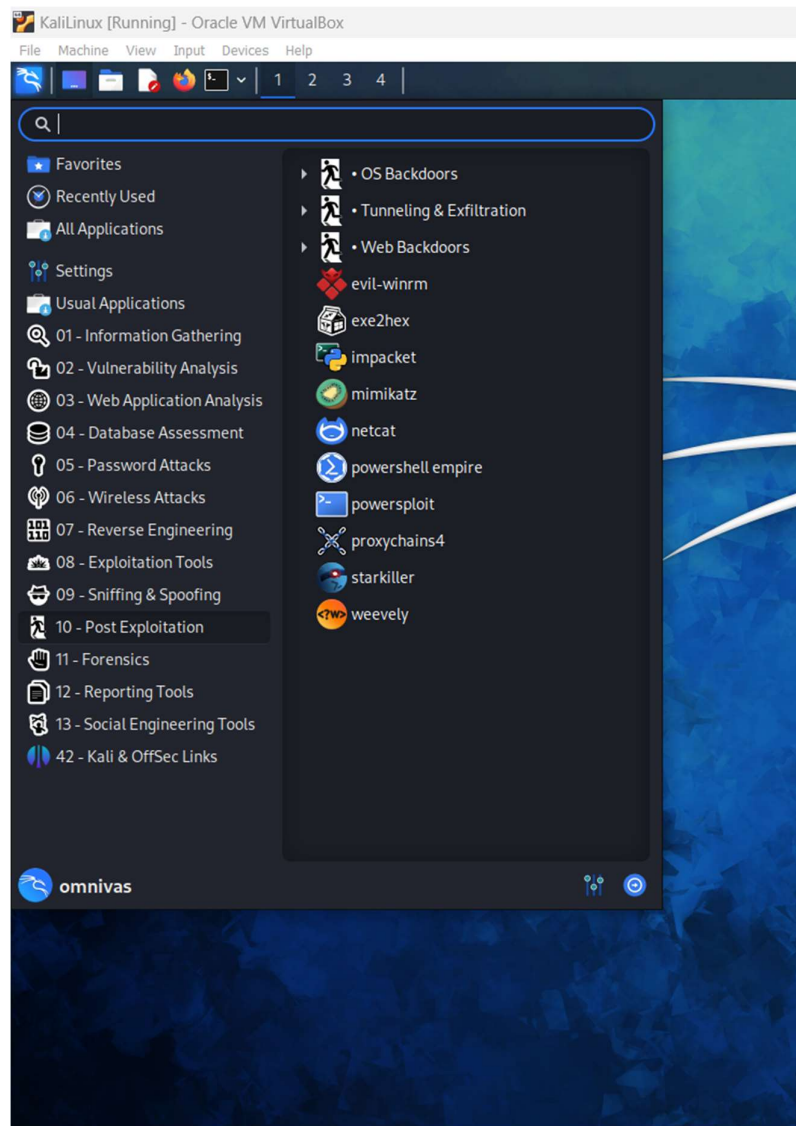 KaliLinux [Running] - Oracle VM VirtualBox
File Machine View Input Devices Help
1 2 3 4
Favorites
Recently Used
All Applications
Settings
Usual Applications
01 - Information Gathering
02 - Vulnerability Analysis
03 - Web Application Analysis
04 - Database Assessment
05 - Password Attacks
06 - Wireless Attacks
07 - Reverse Engineering
08 - Exploitation Tools
09 - Sniffing & Spoofing
10 - Post Exploitation
11 - Forensics
12 - Reporting Tools
13 - Social Engineering Tools
42 - Kali & OffSec Links
• OS Backdoors
• Tunneling & Exfiltration
• Web Backdoors
evil-winrm
exe2hex
impacket
mimikatz
netcat
powershell empire
powersploit
proxychains4
starkiller
weevely
omnivas